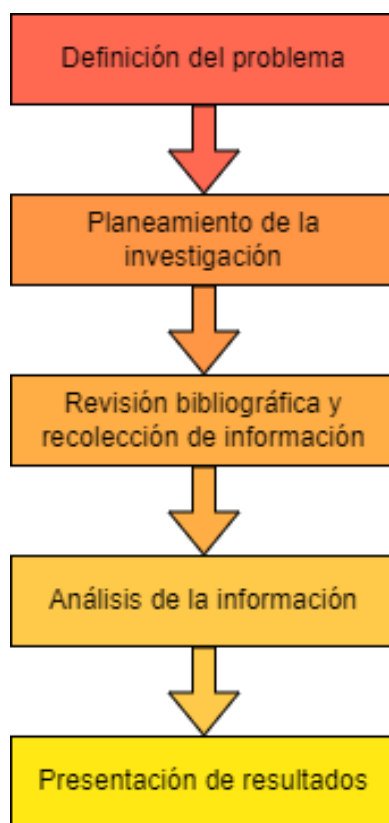 Definición del problema
Planeamiento de la
investigación
Revisión bibliográfica y
recolección de información
Análisis de la información
Presentación de resultados